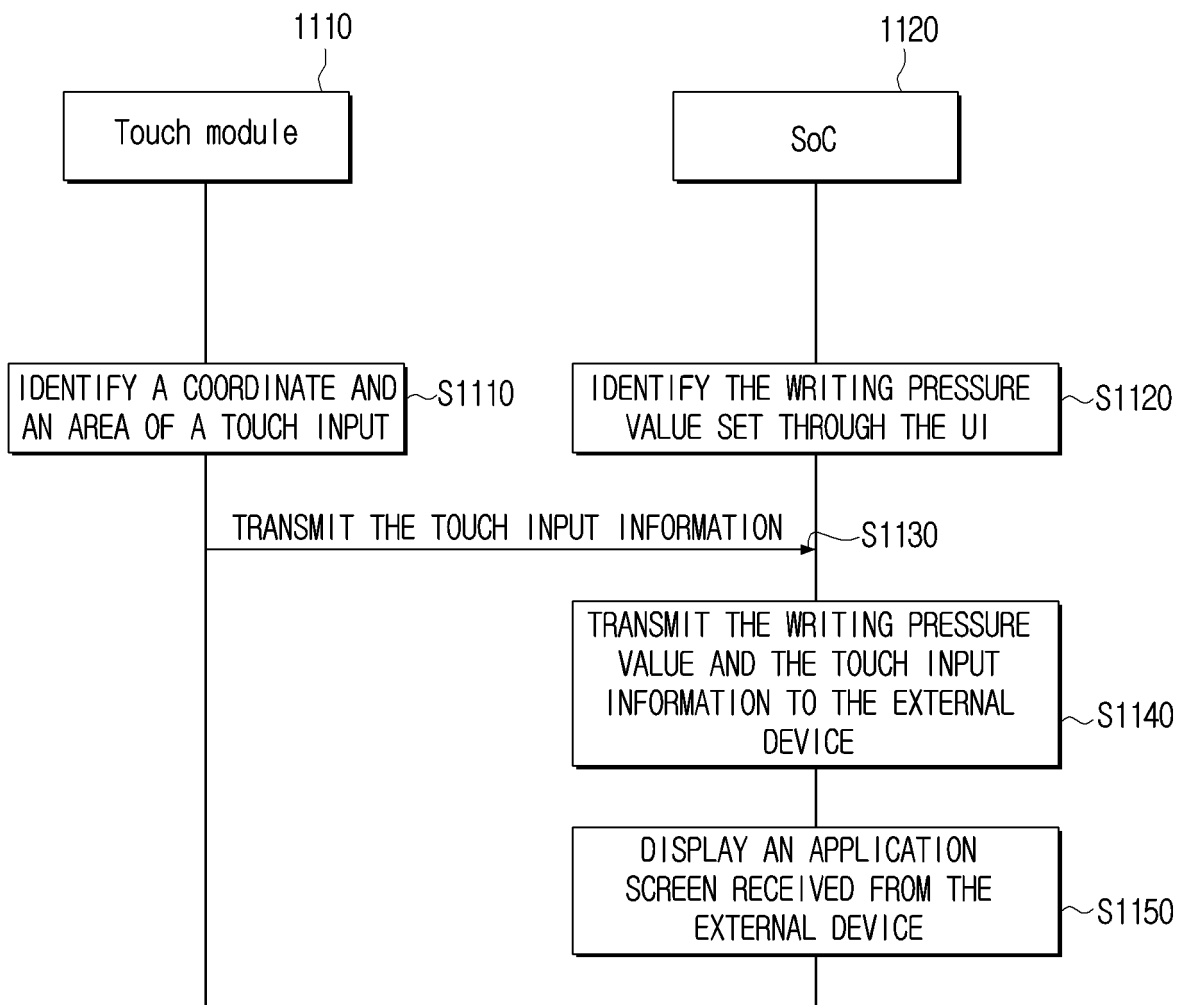 1110
1120
Touch module
SoC
IDENTIFY A COORDINATE AND
AN AREA OF A TOUCH INPUT
S1110
IDENTIFY THE WRITING PRESSURE
VALUE SET THROUGH THE UI
S1120
TRANSMIT THE TOUCH INPUT INFORMATION
S1130
TRANSMIT THE WRITING PRESSURE
VALUE AND THE TOUCH INPUT
INFORMATION TO THE EXTERNAL
DEVICE
S1140
DISPLAY AN APPLICATION
SCREEN RECEIVED FROM THE
EXTERNAL DEVICE
S1150